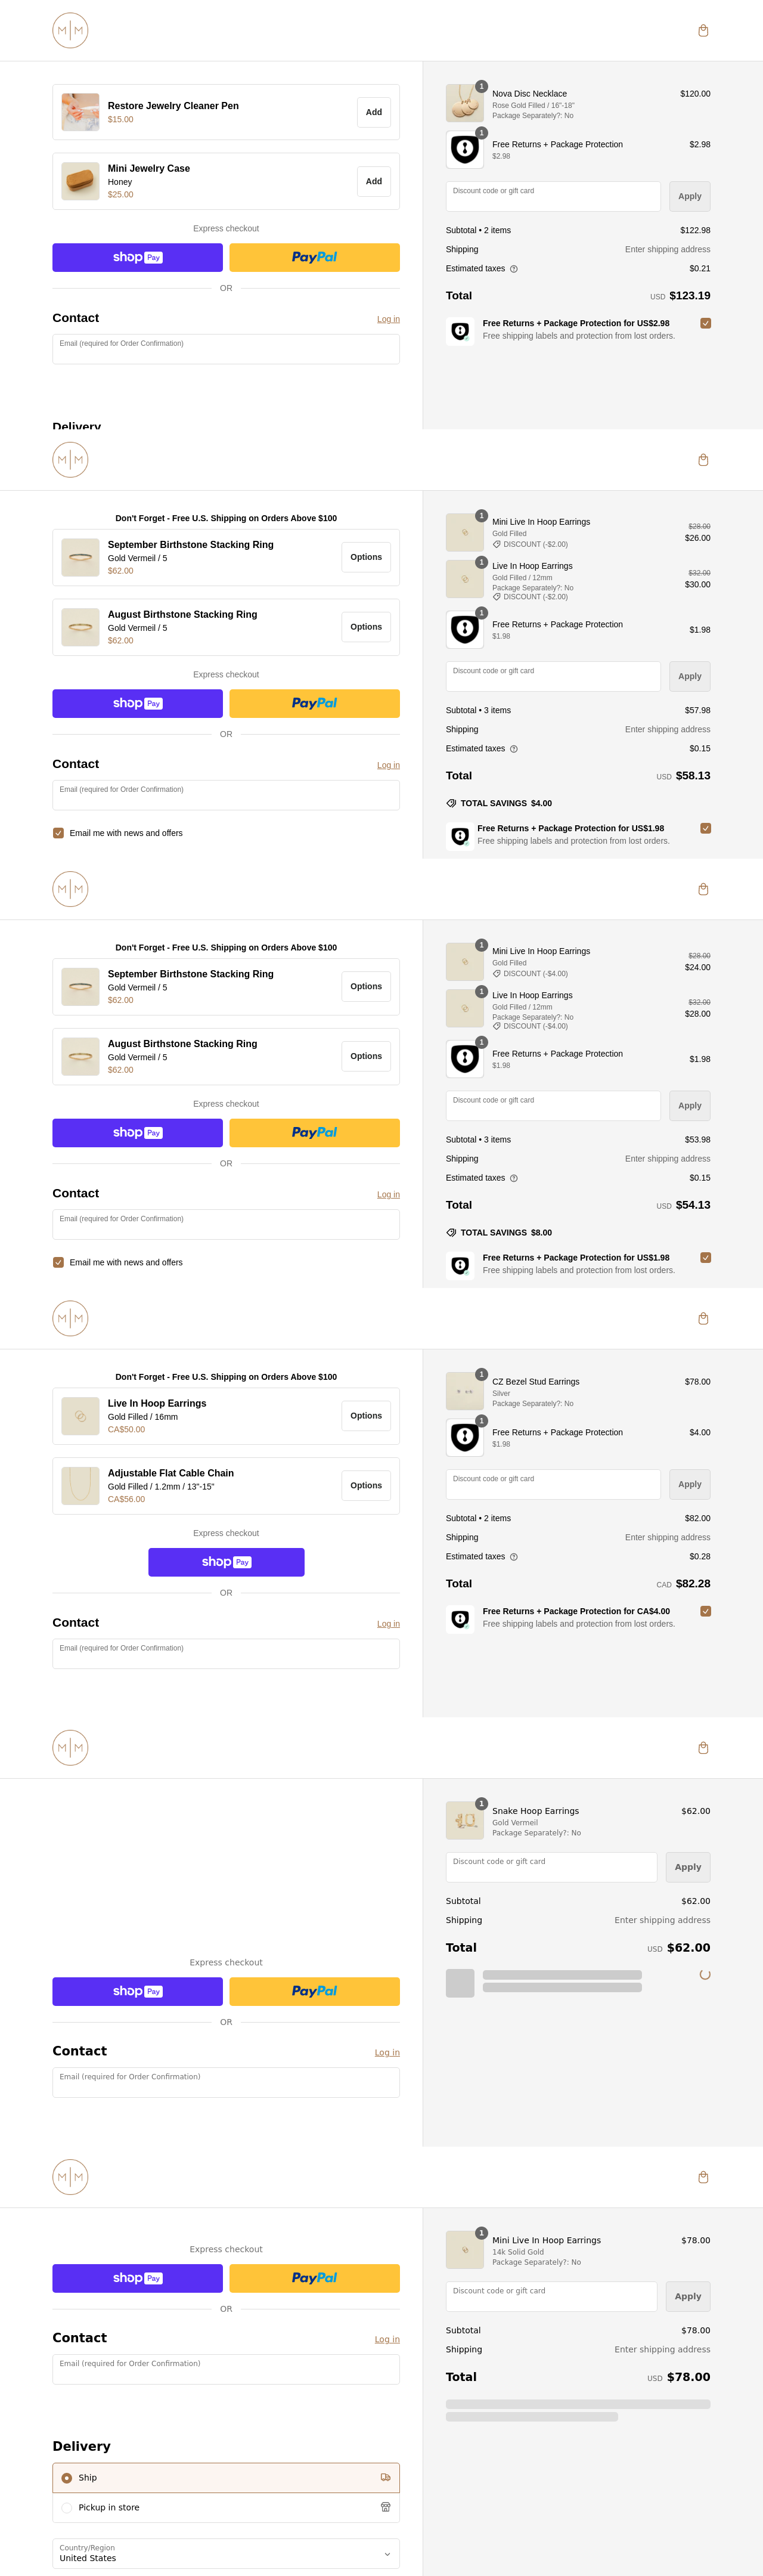 M M
Restore Jewelry Cleaner Pen
$15.00
Add
Mini Jewelry Case
Honey
$25.00
Add
Express checkout
shop Pay
PayPal
OR
Contact
Log in
Email (required for Order Confirmation)
Delivery
1
Nova Disc Necklace
Rose Gold Filled / 16"-18"
Package Separately?: No
$120.00
1
Free Returns + Package Protection
$2.98
$2.98
Discount code or gift card
Apply
Subtotal • 2 items
$122.98
Shipping
Enter shipping address
Estimated taxes
$0.21
Total
USD $123.19
Free Returns + Package Protection for US$2.98
Free shipping labels and protection from lost orders.
M M
Don't Forget - Free U.S. Shipping on Orders Above $100
September Birthstone Stacking Ring
Gold Vermeil / 5
$62.00
Options
August Birthstone Stacking Ring
Gold Vermeil / 5
$62.00
Options
Express checkout
shop Pay
PayPal
OR
Contact
Log in
Email (required for Order Confirmation)
Email me with news and offers
1
Mini Live In Hoop Earrings
Gold Filled
DISCOUNT (-$2.00)
$28.00
$26.00
1
Live In Hoop Earrings
Gold Filled / 12mm
Package Separately?: No
DISCOUNT (-$2.00)
$32.00
$30.00
1
Free Returns + Package Protection
$1.98
$1.98
Discount code or gift card
Apply
Subtotal • 3 items
$57.98
Shipping
Enter shipping address
Estimated taxes
$0.15
Total
USD $58.13
TOTAL SAVINGS $4.00
Free Returns + Package Protection for US$1.98
Free shipping labels and protection from lost orders.
M M
Don't Forget - Free U.S. Shipping on Orders Above $100
September Birthstone Stacking Ring
Gold Vermeil / 5
$62.00
Options
August Birthstone Stacking Ring
Gold Vermeil / 5
$62.00
Options
Express checkout
shop Pay
PayPal
OR
Contact
Log in
Email (required for Order Confirmation)
Email me with news and offers
1
Mini Live In Hoop Earrings
Gold Filled
DISCOUNT (-$4.00)
$28.00
$24.00
1
Live In Hoop Earrings
Gold Filled / 12mm
Package Separately?: No
DISCOUNT (-$4.00)
$32.00
$28.00
1
Free Returns + Package Protection
$1.98
$1.98
Discount code or gift card
Apply
Subtotal • 3 items
$53.98
Shipping
Enter shipping address
Estimated taxes
$0.15
Total
USD $54.13
TOTAL SAVINGS $8.00
Free Returns + Package Protection for US$1.98
Free shipping labels and protection from lost orders.
M M
Don't Forget - Free U.S. Shipping on Orders Above $100
Live In Hoop Earrings
Gold Filled / 16mm
CA$50.00
Options
Adjustable Flat Cable Chain
Gold Filled / 1.2mm / 13"-15"
CA$56.00
Options
Express checkout
shop Pay
OR
Contact
Log in
Email (required for Order Confirmation)
1
CZ Bezel Stud Earrings
Silver
Package Separately?: No
$78.00
1
Free Returns + Package Protection
$1.98
$4.00
Discount code or gift card
Apply
Subtotal • 2 items
$82.00
Shipping
Enter shipping address
Estimated taxes
$0.28
Total
CAD $82.28
Free Returns + Package Protection for CA$4.00
Free shipping labels and protection from lost orders.
M M
Express checkout
shop Pay
PayPal
OR
Contact
Log in
Email (required for Order Confirmation)
1
Snake Hoop Earrings
Gold Vermeil
Package Separately?: No
$62.00
Discount code or gift card
Apply
Subtotal
$62.00
Shipping
Enter shipping address
Total
USD $62.00
M M
Express checkout
shop Pay
PayPal
OR
Contact
Log in
Email (required for Order Confirmation)
Delivery
Ship
Pickup in store
Country/Region
United States
1
Mini Live In Hoop Earrings
14k Solid Gold
Package Separately?: No
$78.00
Discount code or gift card
Apply
Subtotal
$78.00
Shipping
Enter shipping address
Total
USD $78.00